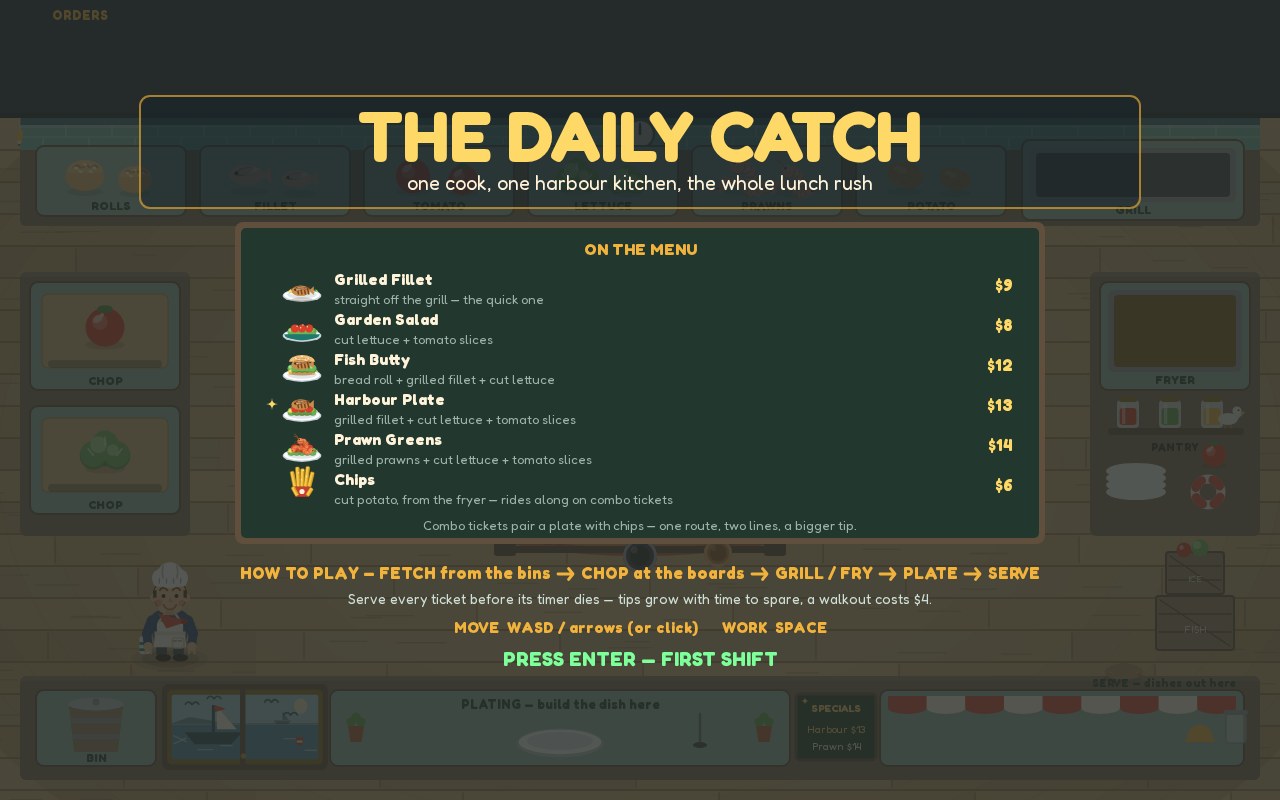 ORDERS
THE DAILY CATCH
one cook, one harbour kitchen, the whole lunch rush
ROLLS
FILLET
TOMATO
LETTUCE
PRAWNS
POTATO
GRILL
ON THE MENU
Grilled Fillet
straight off the grill — the quick one
$9
Garden Salad
cut lettuce + tomato slices
$8
Fish Butty
bread roll + grilled fillet + cut lettuce
$12
Harbour Plate
grilled fillet + cut lettuce + tomato slices
$13
Prawn Greens
grilled prawns + cut lettuce + tomato slices
$14
Chips
cut potato, from the fryer — rides along on combo tickets
$6
Combo tickets pair a plate with chips — one route, two lines, a bigger tip.
CHOP
CHOP
FRYER
PANTRY
HOW TO PLAY — FETCH from the bins → CHOP at the boards → GRILL / FRY → PLATE → SERVE
Serve every ticket before its timer dies — tips grow with time to spare, a walkout costs $4.
MOVE WASD / arrows (or click) WORK SPACE
PRESS ENTER — FIRST SHIFT
ICE
FISH
SERVE — dishes out here
BIN
PLATING — build the dish here
SPECIALS
Harbour $13
Prawn $14